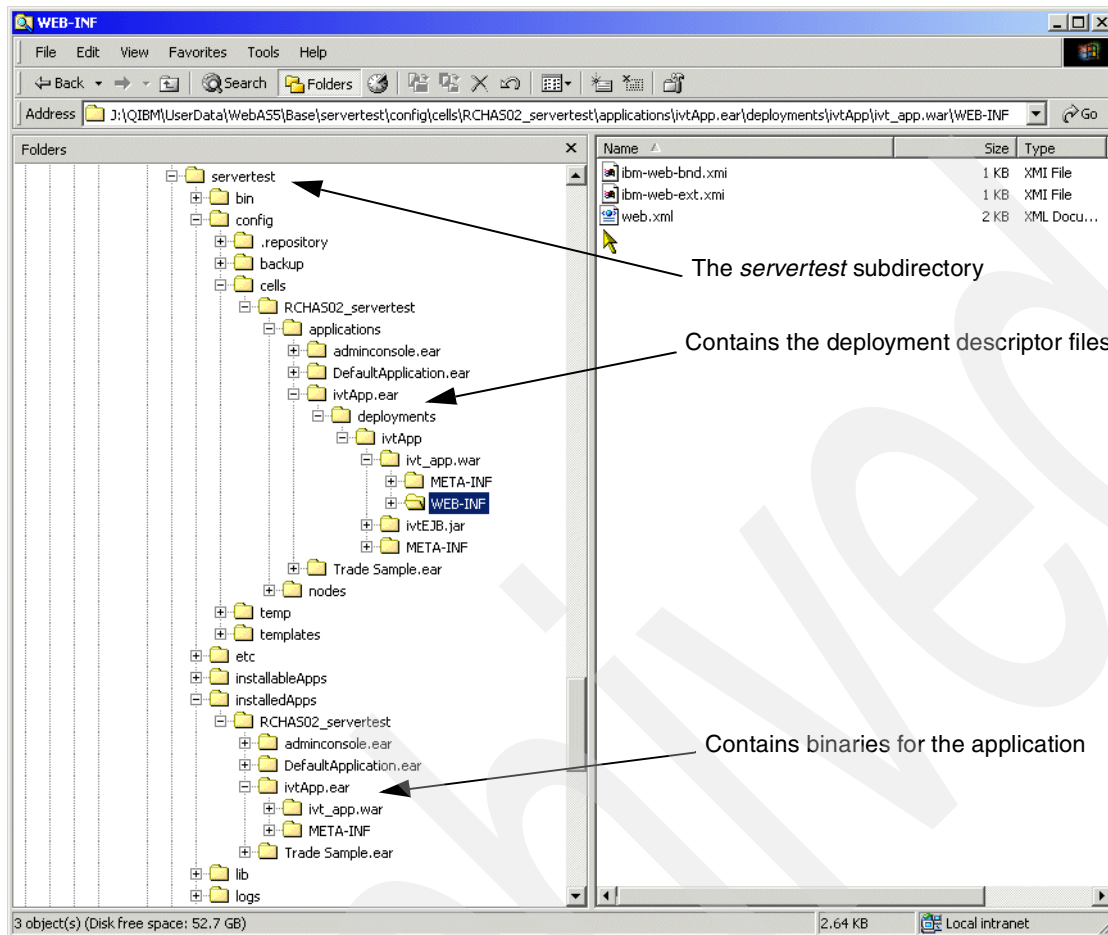 WEB-INF
File Edit View Favorites Tools Help
Back Search Folders
Address J:\QIBM\UserData\WebAS5\Base\servertest\config\cells\RCHAS02_servertest\applications\ivtApp.ear\deployments\ivtApp\ivt_app.war\WEB-INF Go
Folders
Name Size Type
servertest
bin
config
.repository
backup
cells
RCHAS02_servertest
applications
adminconsole.ear
DefaultApplication.ear
ivtApp.ear
deployments
ivtApp
ivt_app.war
META-INF
WEB-INF
ivtEJB.jar
META-INF
Trade Sample.ear
nodes
temp
templates
etc
installableApps
installedApps
RCHAS02_servertest
adminconsole.ear
DefaultApplication.ear
ivtApp.ear
ivt_app.war
META-INF
Trade Sample.ear
lib
logs
ibm-web-bnd.xmi 1 KB XMI File
ibm-web-ext.xmi 1 KB XMI File
web.xml 2 KB XML Docu...
The servertest subdirectory
Contains the deployment descriptor files
Contains binaries for the application
3 object(s) (Disk free space: 52.7 GB) 2.64 KB Local intranet